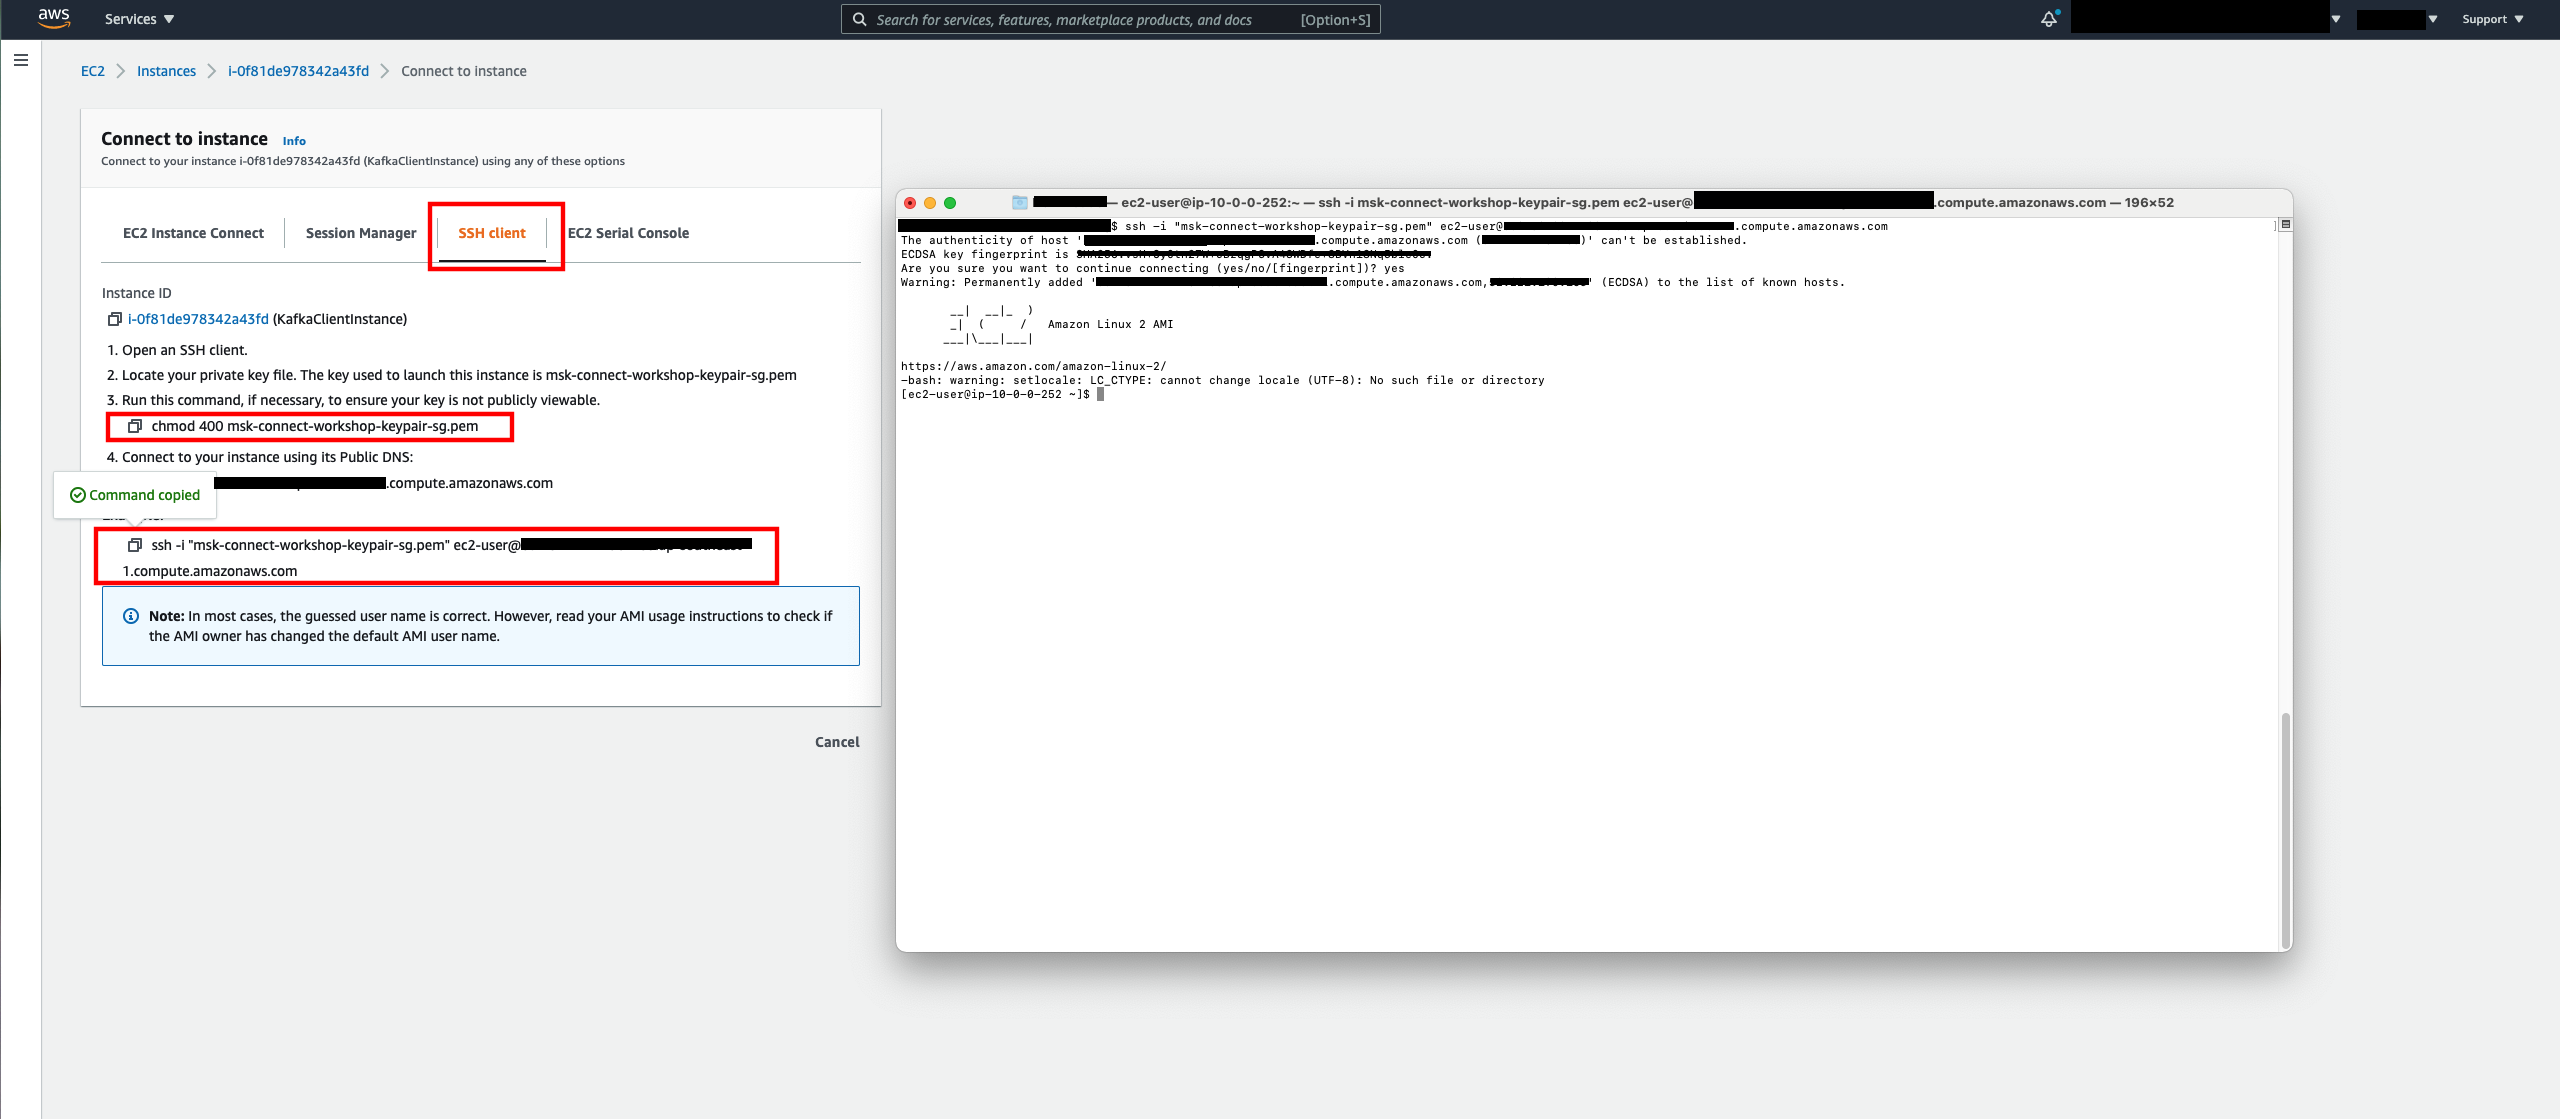 aws
Services
Search for services, features, marketplace products, and docs [Option+S]
Support
EC2 Instances i-0f81de978342a43fd Connect to instance
Connect to instance Info
Connect to your instance i-0f81de978342a43fd (KafkaClientInstance) using any of these options
EC2 Instance Connect Session Manager SSH client EC2 Serial Console
Instance ID
i-0f81de978342a43fd (KafkaClientInstance)
1. Open an SSH client.
2. Locate your private key file. The key used to launch this instance is msk-connect-workshop-keypair-sg.pem
3. Run this command, if necessary, to ensure your key is not publicly viewable.
chmod 400 msk-connect-workshop-keypair-sg.pem
4. Connect to your instance using its Public DNS:
.compute.amazonaws.com
Command copied
ssh -i "msk-connect-workshop-keypair-sg.pem" ec2-user@
1.compute.amazonaws.com
Note: In most cases, the guessed user name is correct. However, read your AMI usage instructions to check if
the AMI owner has changed the default AMI user name.
Cancel
— ec2-user@ip-10-0-0-252:~ — ssh -i msk-connect-workshop-keypair-sg.pem ec2-user@ .compute.amazonaws.com — 196×52
$ ssh -i "msk-connect-workshop-keypair-sg.pem" ec2-user@ .compute.amazonaws.com
The authenticity of host ' .compute.amazonaws.com ( )' can't be established.
ECDSA key fingerprint is
Are you sure you want to continue connecting (yes/no/[fingerprint])? yes
Warning: Permanently added ' .compute.amazonaws.com, ' (ECDSA) to the list of known hosts.
__|  __|_  )
_|  (     /   Amazon Linux 2 AMI
___|\___|___|
https://aws.amazon.com/amazon-linux-2/
-bash: warning: setlocale: LC_CTYPE: cannot change locale (UTF-8): No such file or directory
[ec2-user@ip-10-0-0-252 ~]$